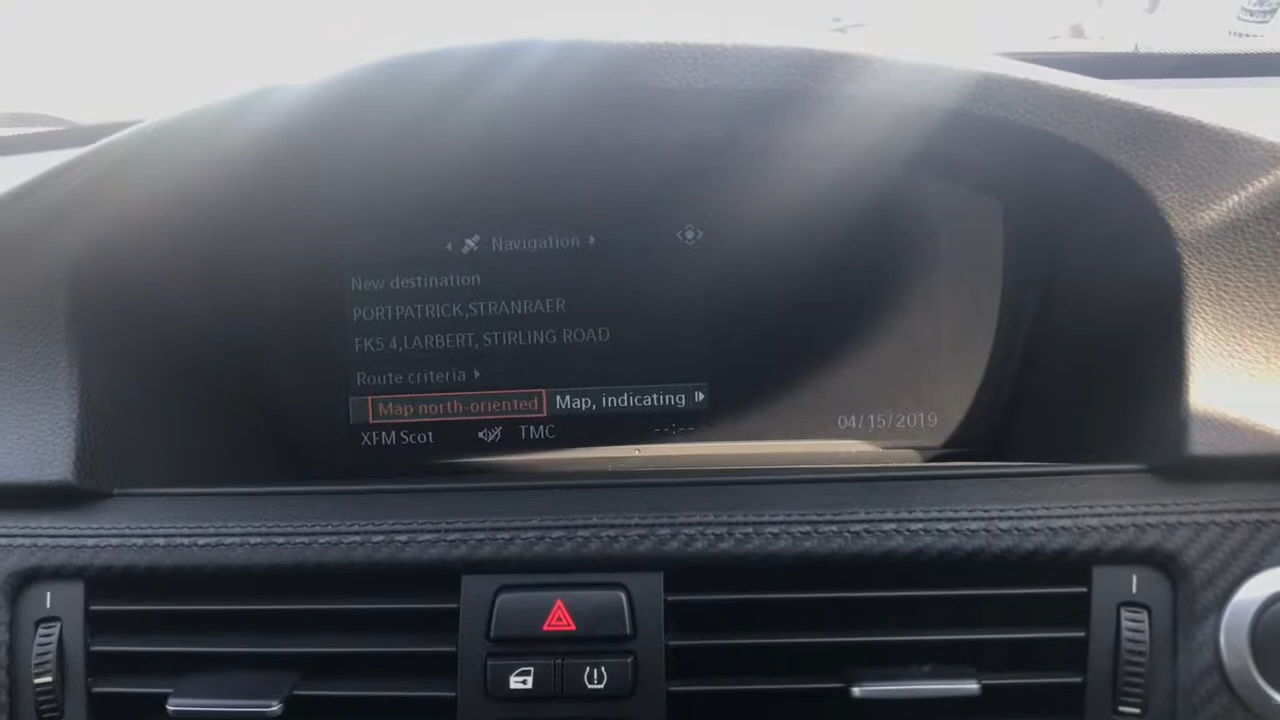 Navigation
New destination
PORTPATRICK,STRANRAER
FK5 4,LARBERT, STIRLING ROAD
Route criteria
Map north-oriented Map, indicating
XFM Scot TMC --:-- 04/15/2019